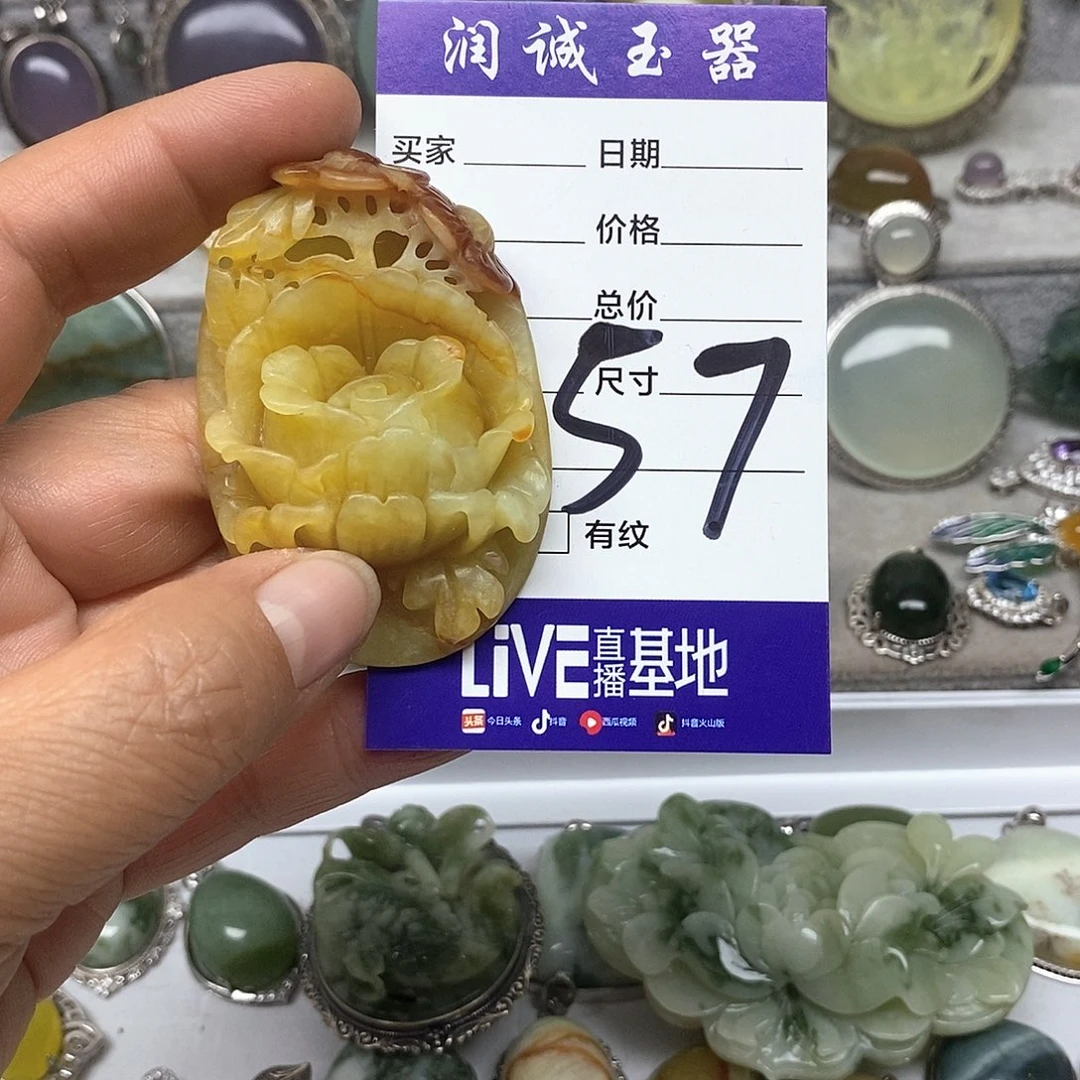 润诚玉器
买家 日期
价格
总价
尺寸
57
有纹
LiVE直播基地
头条 今日头条 抖音 西瓜视频 抖音火山版